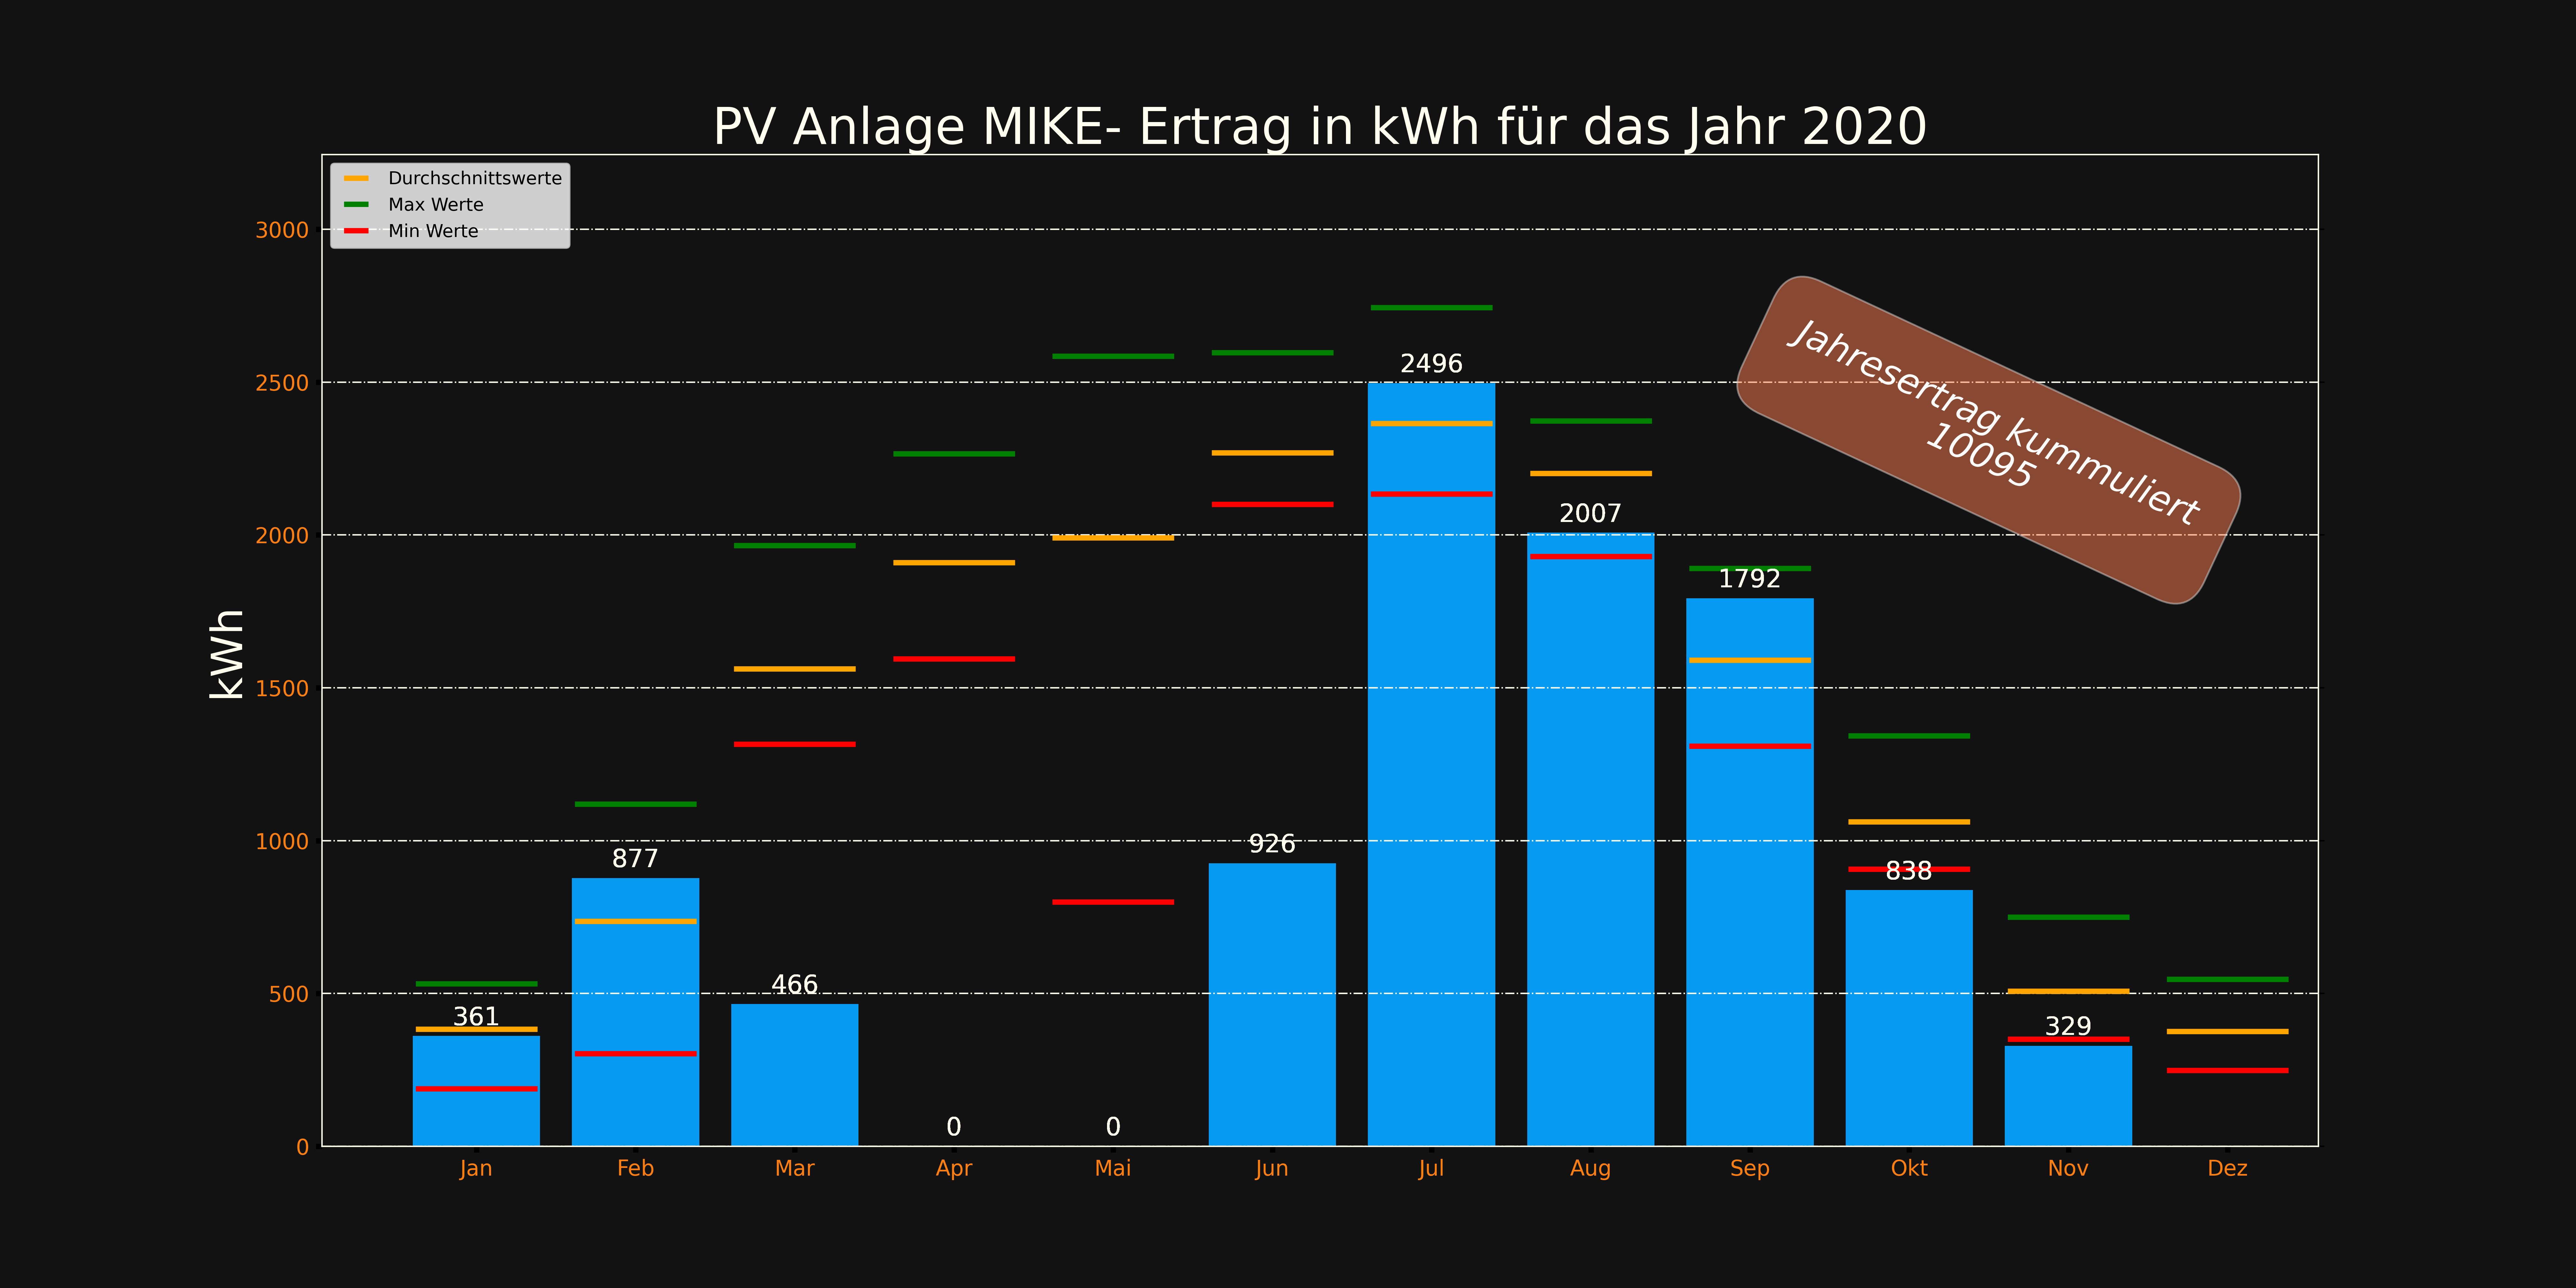 PV Anlage MIKE- Ertrag in kWh für das Jahr 2020
Durchschnittswerte
Max Werte
Min Werte
kWh
3000
2500
2000
1500
1000
500
0
Jahresertrag kummuliert
10095
361
877
466
0
0
926
2496
2007
1792
838
329
Jan
Feb
Mar
Apr
Mai
Jun
Jul
Aug
Sep
Okt
Nov
Dez